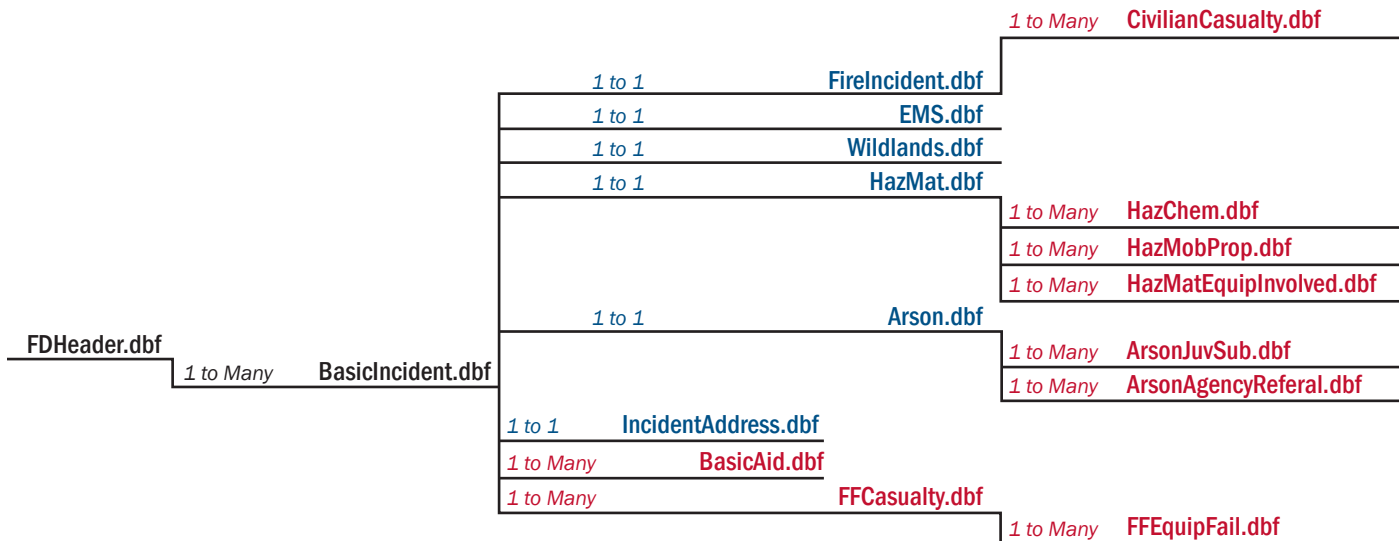 1 to Many CivilianCasualty.dbf
1 to 1 FireIncident.dbf
1 to 1 EMS.dbf
1 to 1 Wildlands.dbf
1 to 1 HazMat.dbf
1 to Many HazChem.dbf
1 to Many HazMobProp.dbf
1 to Many HazMatEquipInvolved.dbf
1 to 1 Arson.dbf
FDHeader.dbf
1 to Many ArsonJuvSub.dbf
1 to Many BasicIncident.dbf
1 to Many ArsonAgencyReferal.dbf
1 to 1 IncidentAddress.dbf
1 to Many BasicAid.dbf
1 to Many FFCasualty.dbf
1 to Many FFEquipFail.dbf